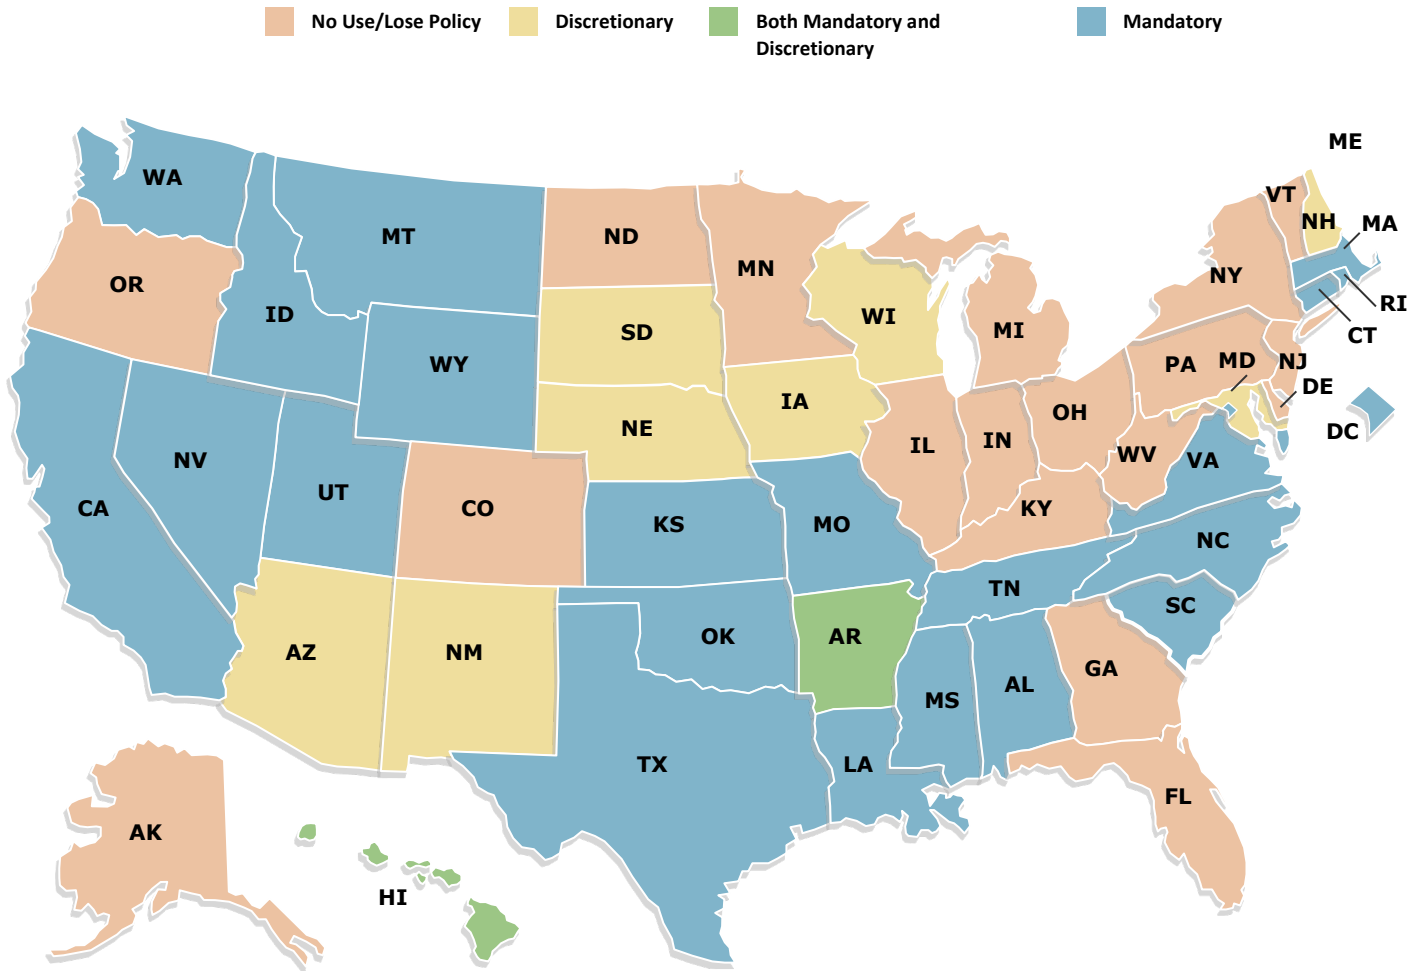 No Use/Lose Policy
Discretionary
Both Mandatory and
Discretionary
Mandatory
ME
WA
VT
NH
MA
MT
ND
OR
MN
NY
ID
RI
WI
SD
MI
CT
WY
PA
MD
NJ
DE
IA
OH
NE
DC
IL
IN
WV
VA
NV
UT
CA
CO
KY
KS
MO
NC
TN
SC
OK
AR
AZ
NM
GA
AL
MS
TX
LA
FL
AK
HI